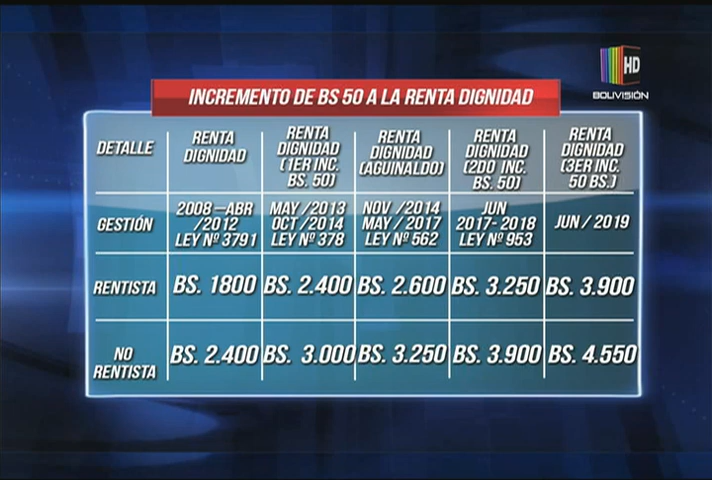 HD
BOLIVISIÓN
INCREMENTO DE BS 50 A LA RENTA DIGNIDAD
DETALLE
RENTA
DIGNIDAD
RENTA
DIGNIDAD
(1ER INC.
BS. 50)
RENTA
DIGNIDAD
(AGUINALDO)
RENTA
DIGNIDAD
(2DO INC.
BS. 50)
RENTA
DIGNIDAD
(3ER INC.
50 BS.)
GESTIÓN
2008 –ABR
/2012
LEY Nº 3791
MAY /2013
OCT /2014
LEY Nº 378
NOV /2014
MAY / 2017
LEY Nº 562
JUN
2017- 2018
LEY Nº 953
JUN / 2019
RENTISTA
BS. 1800
BS. 2.400
BS. 2.600
BS. 3.250
BS. 3.900
NO
RENTISTA
BS. 2.400
BS. 3.000
BS. 3.250
BS. 3.900
BS. 4.550